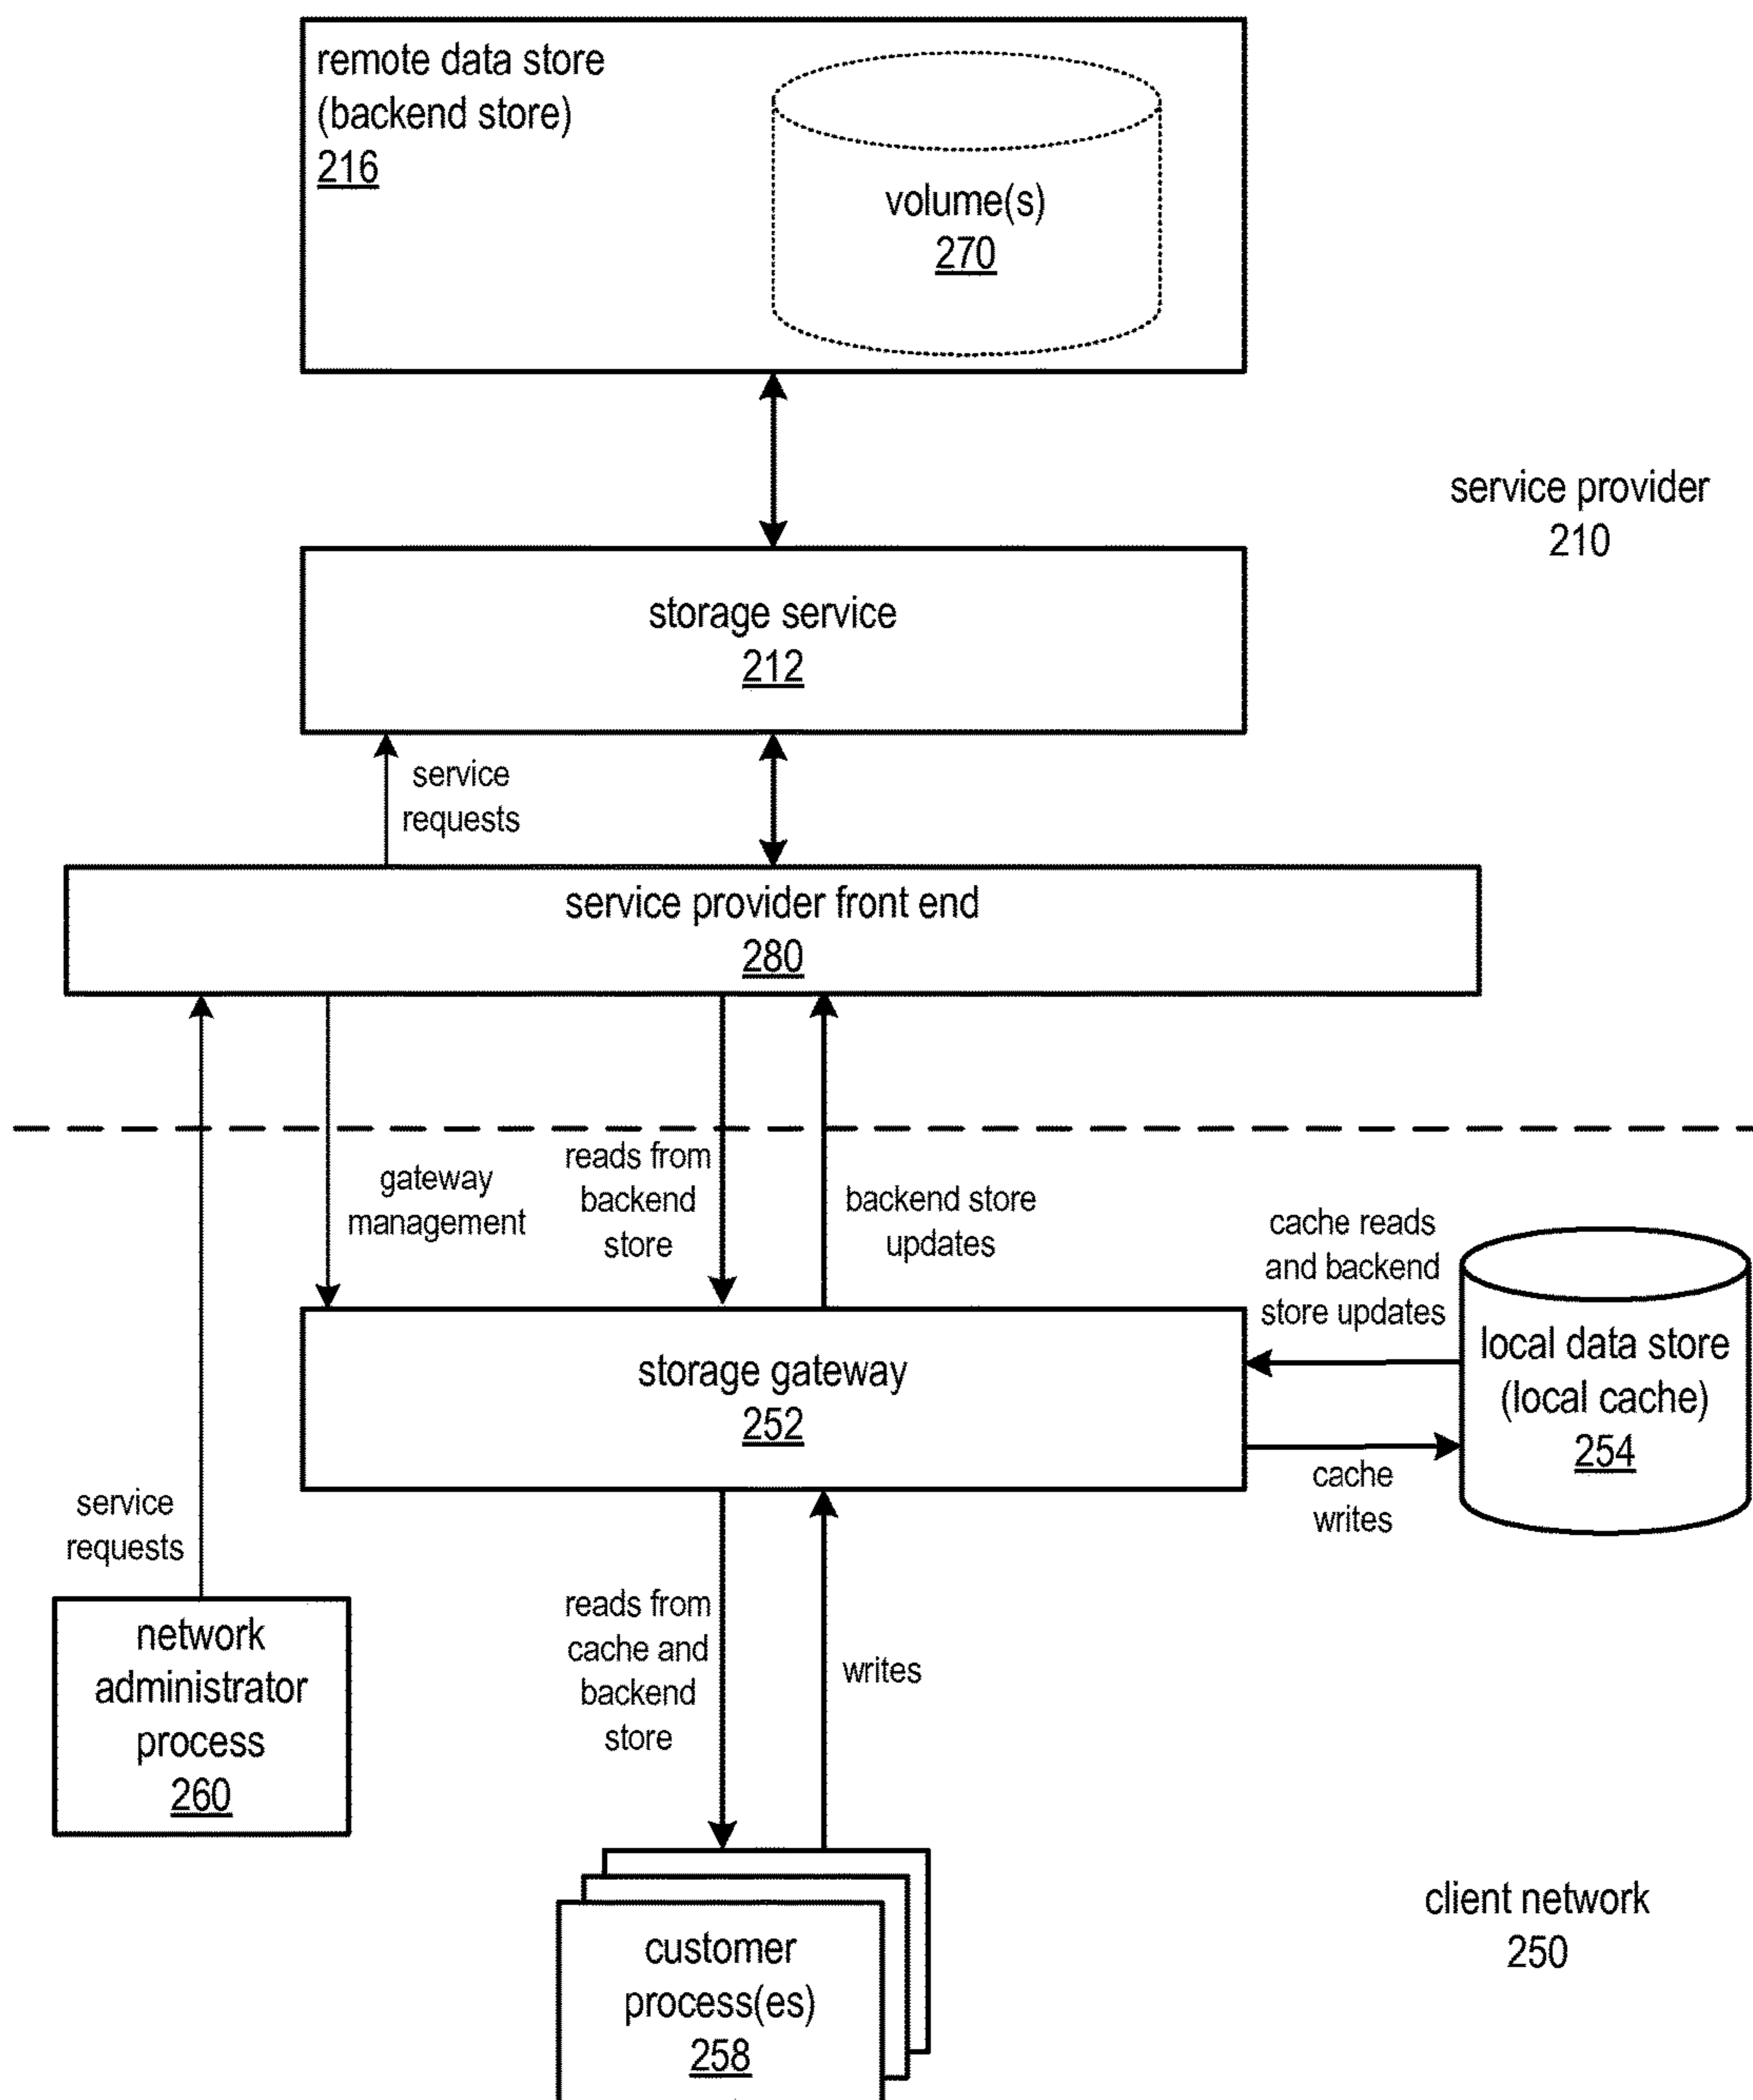 remote data store
(backend store)
216
volume(s)
270
service provider
210
storage service
212
service
requests
service provider front end
280
gateway
management
reads from
backend
store
backend store
updates
cache reads
and backend
store updates
local data store
(local cache)
254
storage gateway
252
cache
writes
service
requests
network
administrator
process
260
reads from
cache and
backend
store
writes
customer
process(es)
258
client network
250